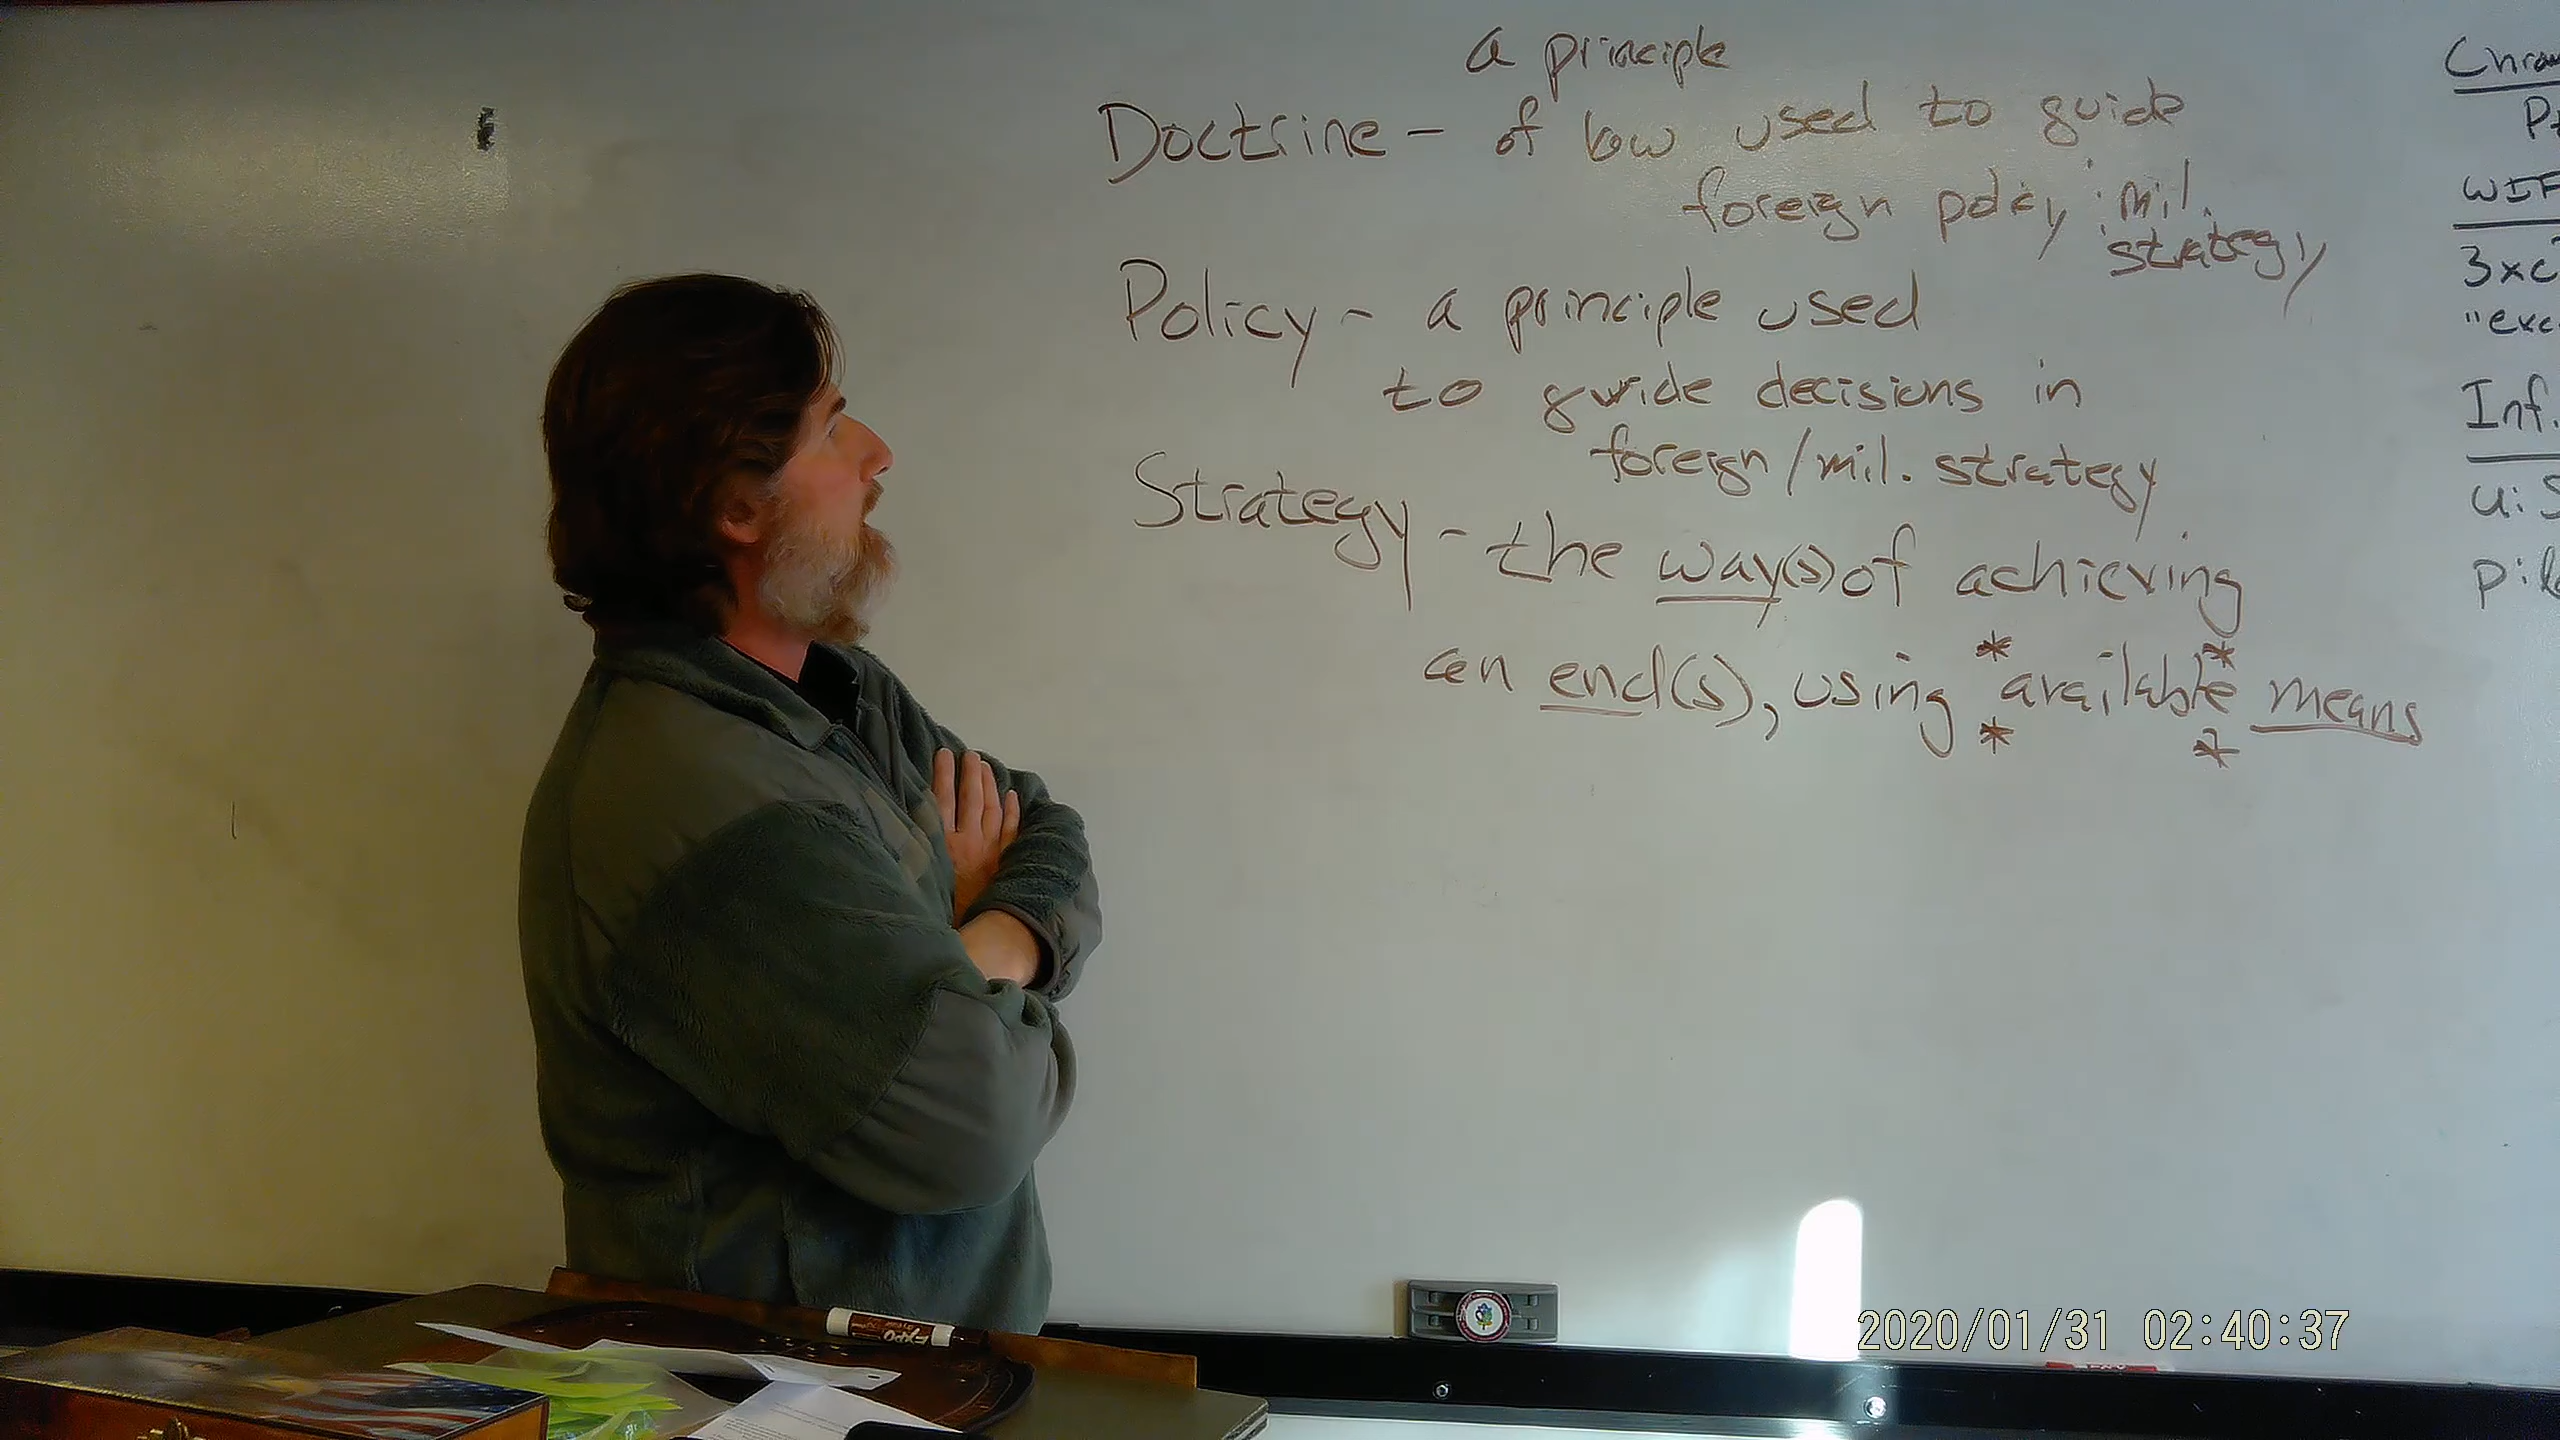 a principle
Doctrine - of law used to guide
foreign policy mil.
strategy
Policy - a principle used
to guide decisions in
foreign/mil. strategy
Strategy - the way(s) of achieving
an end(s), using *available* means
* *
WIF
3xc
"exc
Inf.
U.S
EXPO
2020/01/31 02:40:37